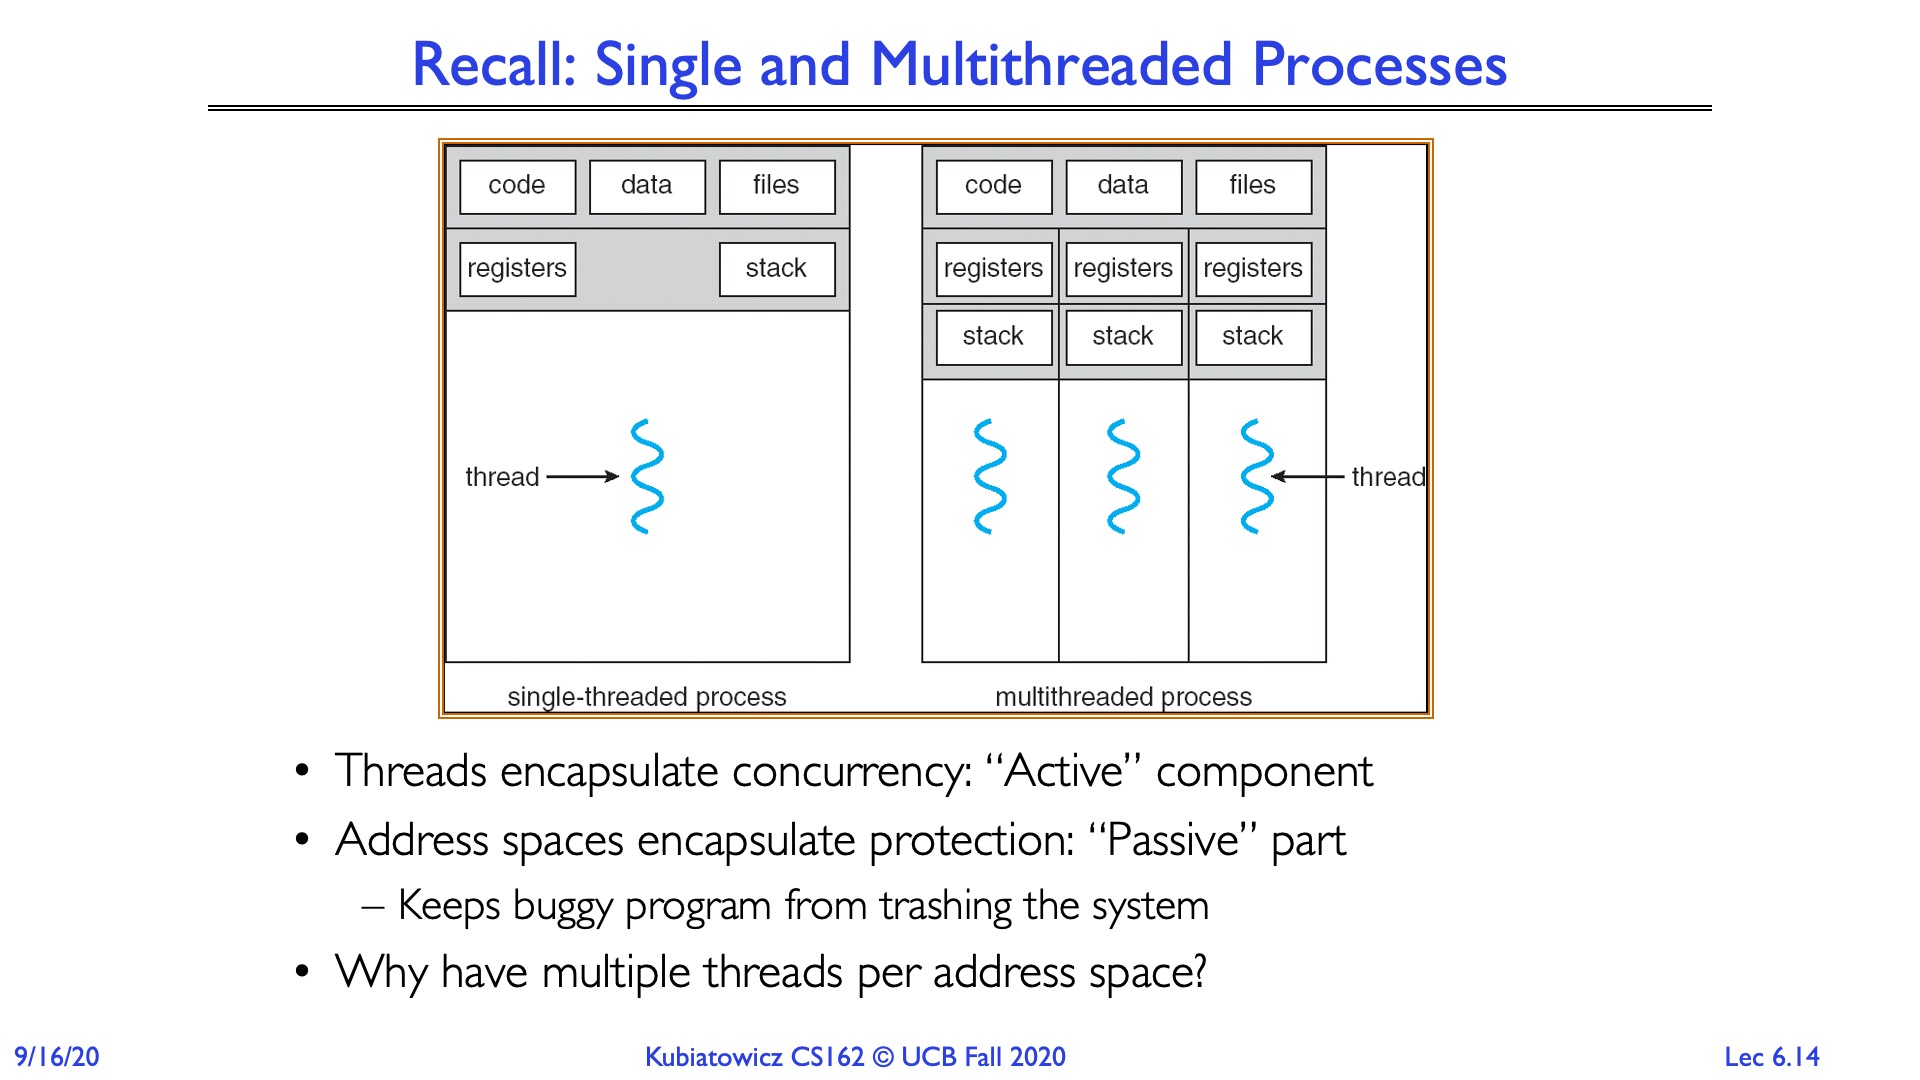 Recall: Single and Multithreaded Processes
code data files
registers stack
thread
single-threaded process
code data files
registers registers registers
stack stack stack
thread
multithreaded process
• Threads encapsulate concurrency: “Active” component
• Address spaces encapsulate protection: “Passive” part
– Keeps buggy program from trashing the system
• Why have multiple threads per address space?
9/16/20 Kubiatowicz CS162 © UCB Fall 2020 Lec 6.14